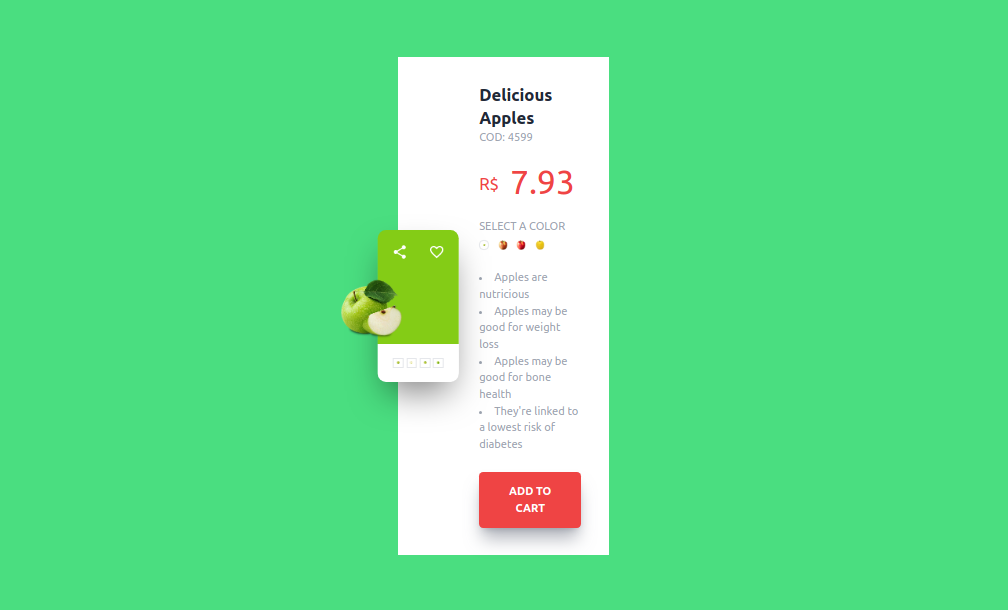 Delicious
Apples
COD: 4599
R$ 7.93
SELECT A COLOR
• Apples are
nutricious
• Apples may be
good for weight
loss
• Apples may be
good for bone
health
• They're linked to
a lowest risk of
diabetes
ADD TO
CART